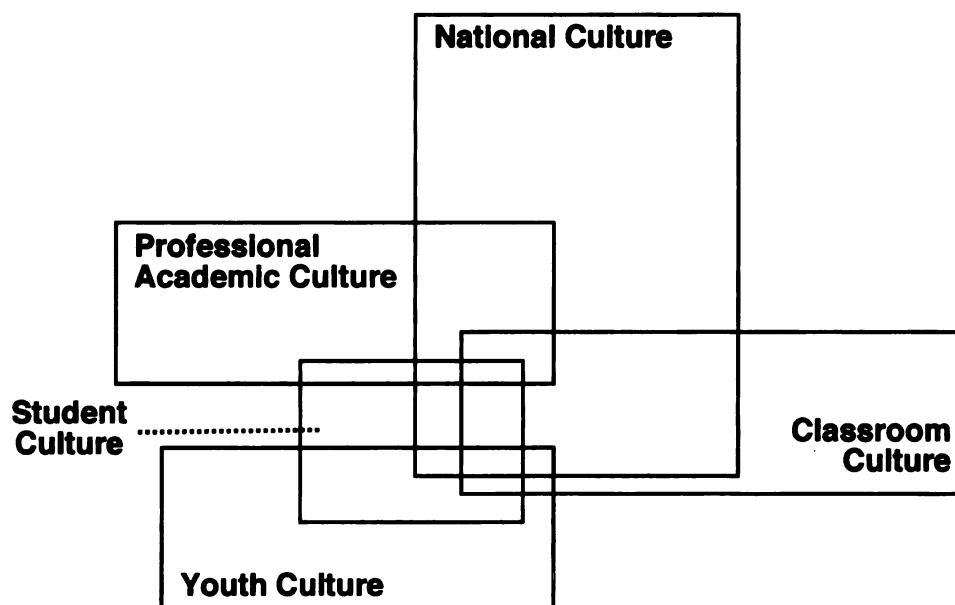 National Culture
Professional
Academic Culture
Student
Culture
Classroom
Culture
Youth Culture